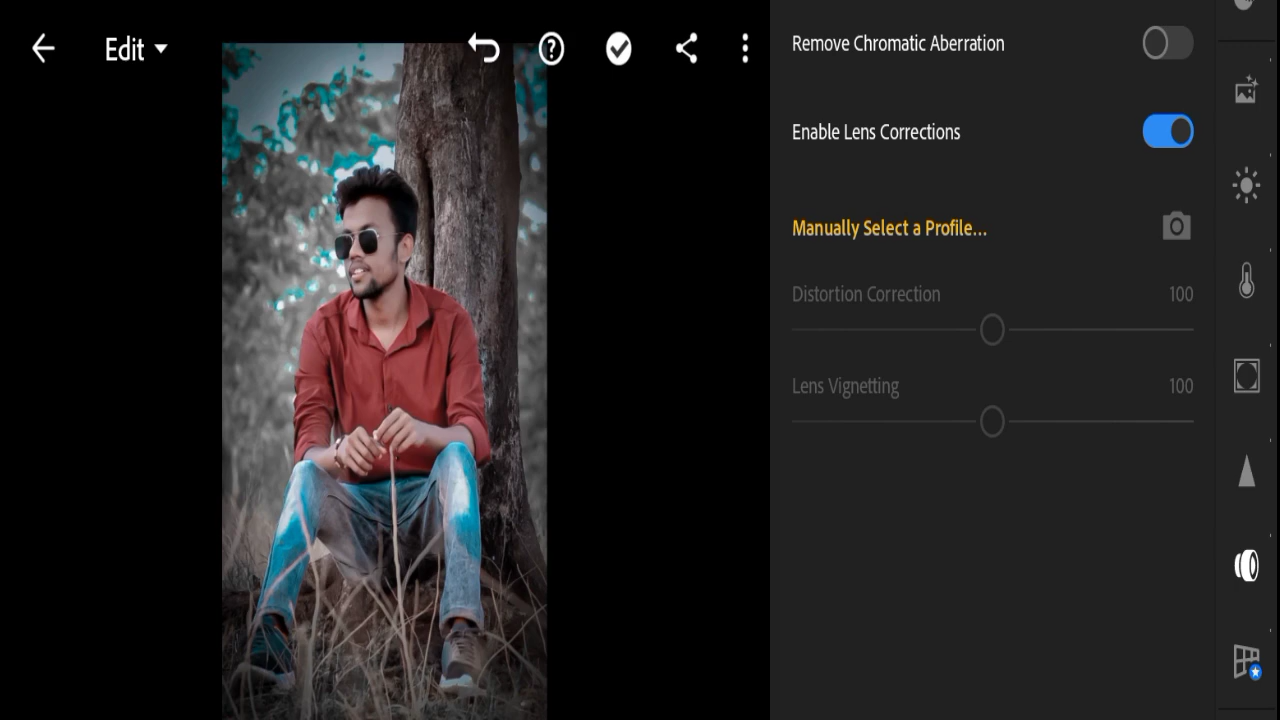 Edit
Remove Chromatic Aberration
Enable Lens Corrections
Manually Select a Profile...
Distortion Correction 100
Lens Vignetting 100